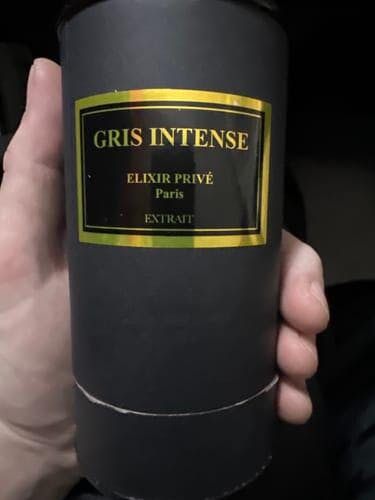 GRIS INTENSE
ELIXIR PRIVÉ
Paris
EXTRAIT